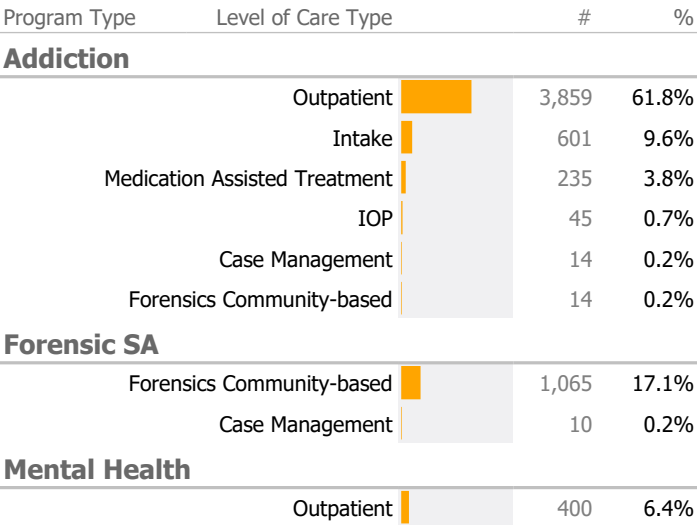 Program Type Level of Care Type # %
Addiction
Outpatient 3,859 61.8%
Intake 601 9.6%
Medication Assisted Treatment 235 3.8%
IOP 45 0.7%
Case Management 14 0.2%
Forensics Community-based 14 0.2%
Forensic SA
Forensics Community-based 1,065 17.1%
Case Management 10 0.2%
Mental Health
Outpatient 400 6.4%